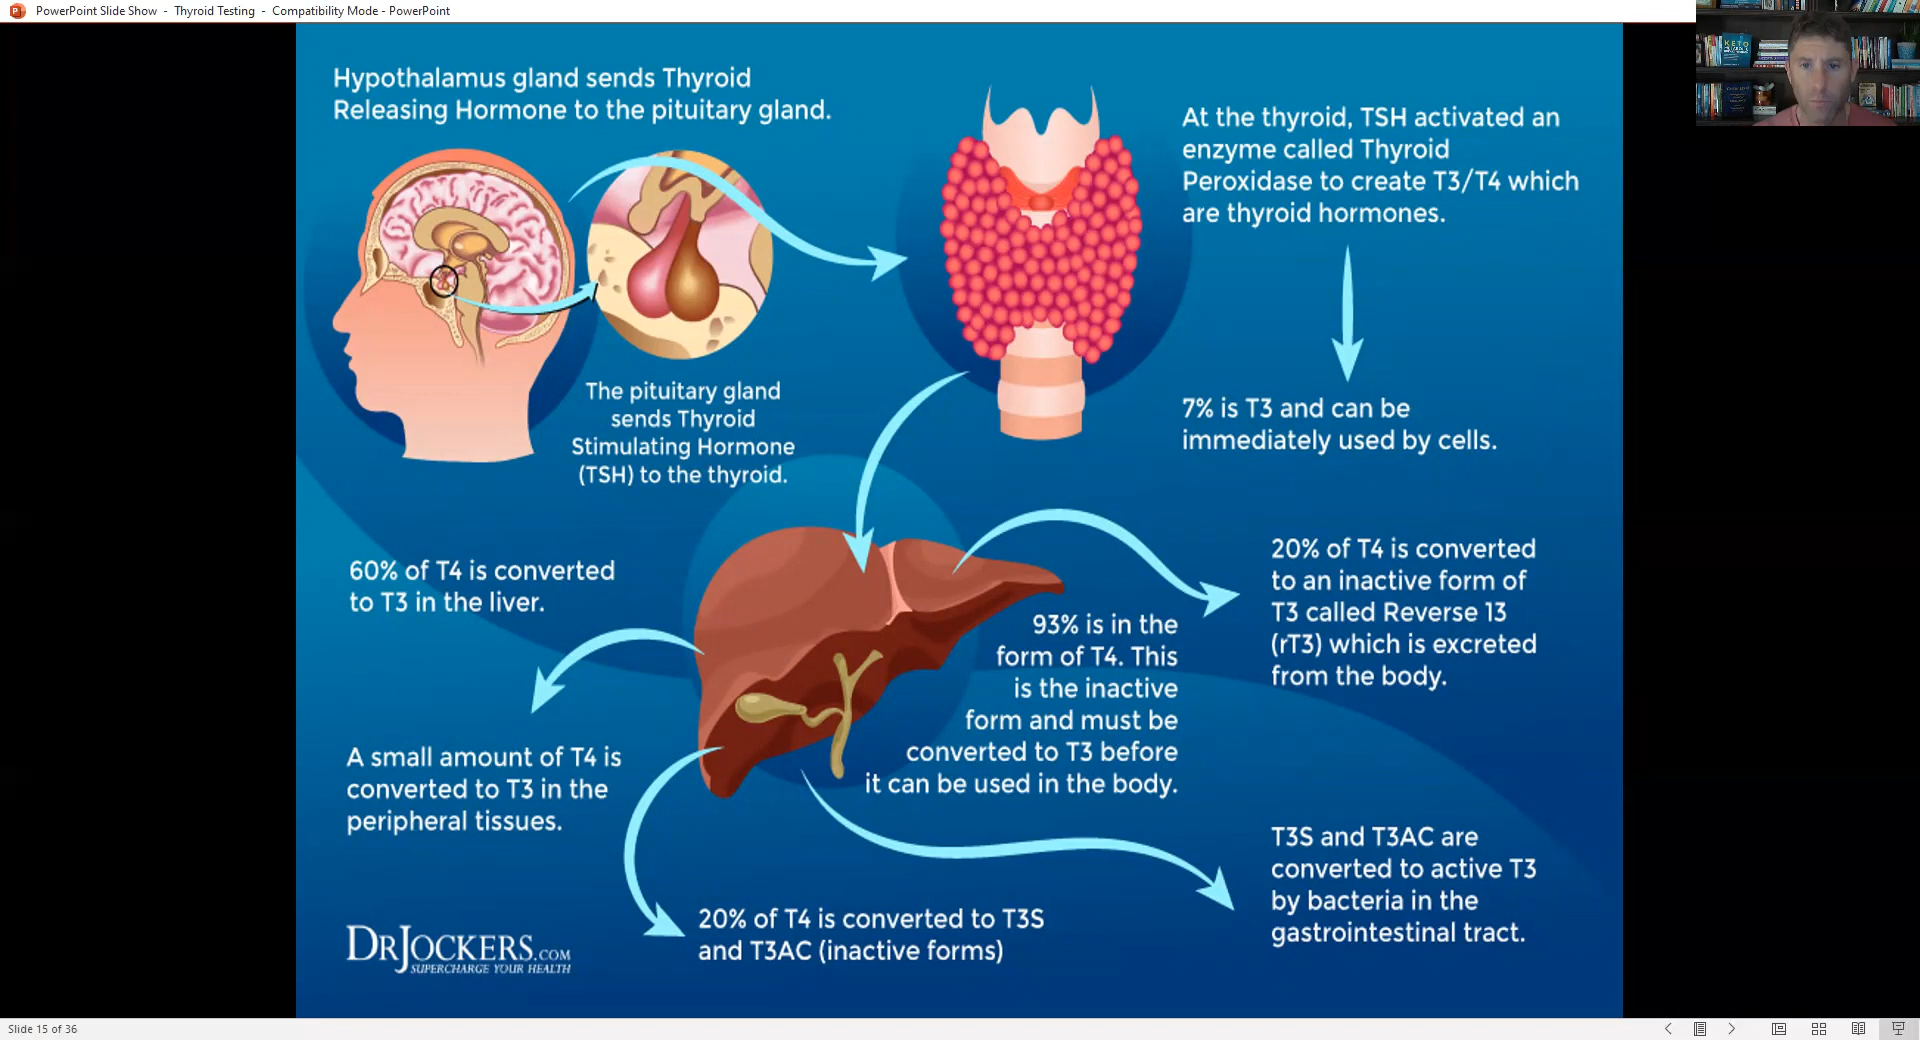 PowerPoint Slide Show - Thyroid Testing - Compatibility Mode - PowerPoint
Hypothalamus gland sends Thyroid
Releasing Hormone to the pituitary gland.
At the thyroid, TSH activated an
enzyme called Thyroid
Peroxidase to create T3/T4 which
are thyroid hormones.
The pituitary gland
sends Thyroid
Stimulating Hormone
(TSH) to the thyroid.
7% is T3 and can be
immediately used by cells.
60% of T4 is converted
to T3 in the liver.
93% is in the
form of T4. This
is the inactive
form and must be
converted to T3 before
it can be used in the body.
20% of T4 is converted
to an inactive form of
T3 called Reverse 13
(rT3) which is excreted
from the body.
A small amount of T4 is
converted to T3 in the
peripheral tissues.
20% of T4 is converted to T3S
and T3AC (inactive forms)
T3S and T3AC are
converted to active T3
by bacteria in the
gastrointestinal tract.
DRJOCKERS.COM
SUPERCHARGE YOUR HEALTH
Slide 15 of 36
KETO